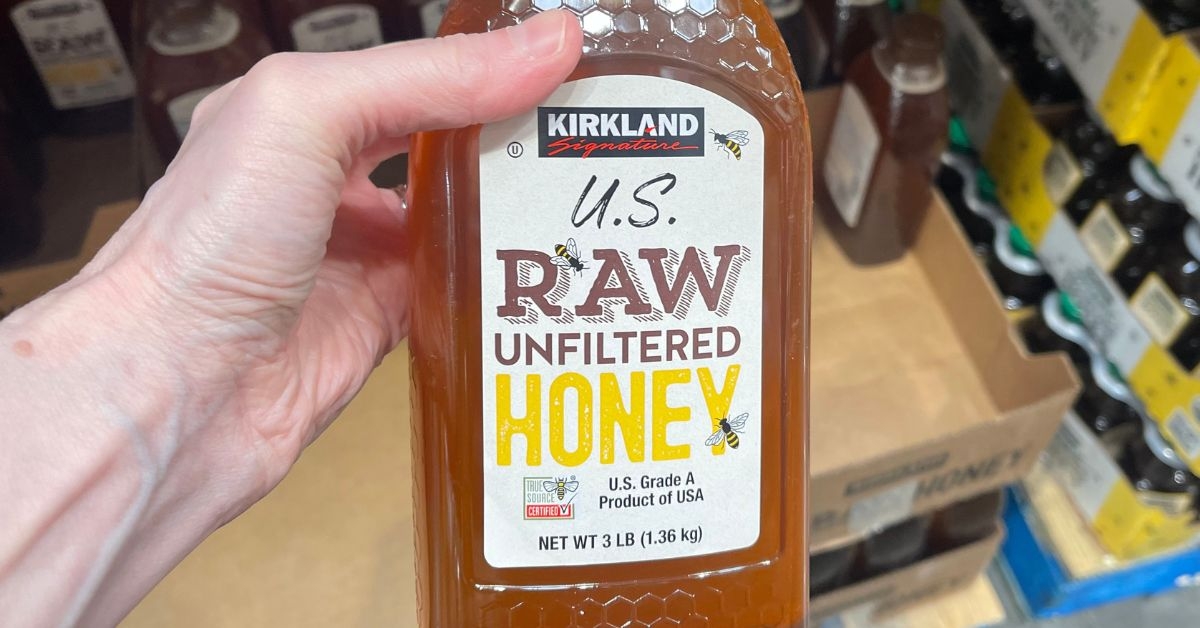 KIRKLAND
Signature
U
U.S.
RAW
UNFILTERED
HONEY
TRUE
SOURCE
CERTIFIED
U.S. Grade A
Product of USA
NET WT 3 LB (1.36 kg)
RAW
HONEY